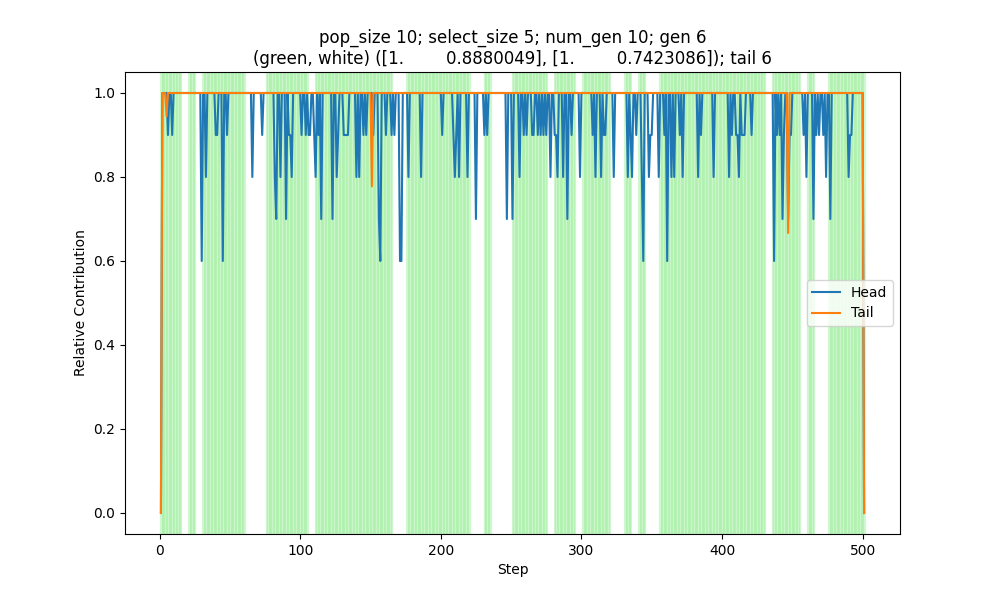 pop_size 10; select_size 5; num_gen 10; gen 6
(green, white) ([1. 0.8880049], [1. 0.7423086]); tail 6
1.0
0.8
0.6
0.4
0.2
0.0
Relative Contribution
Head
Tail
0 100 200 300 400 500
Step